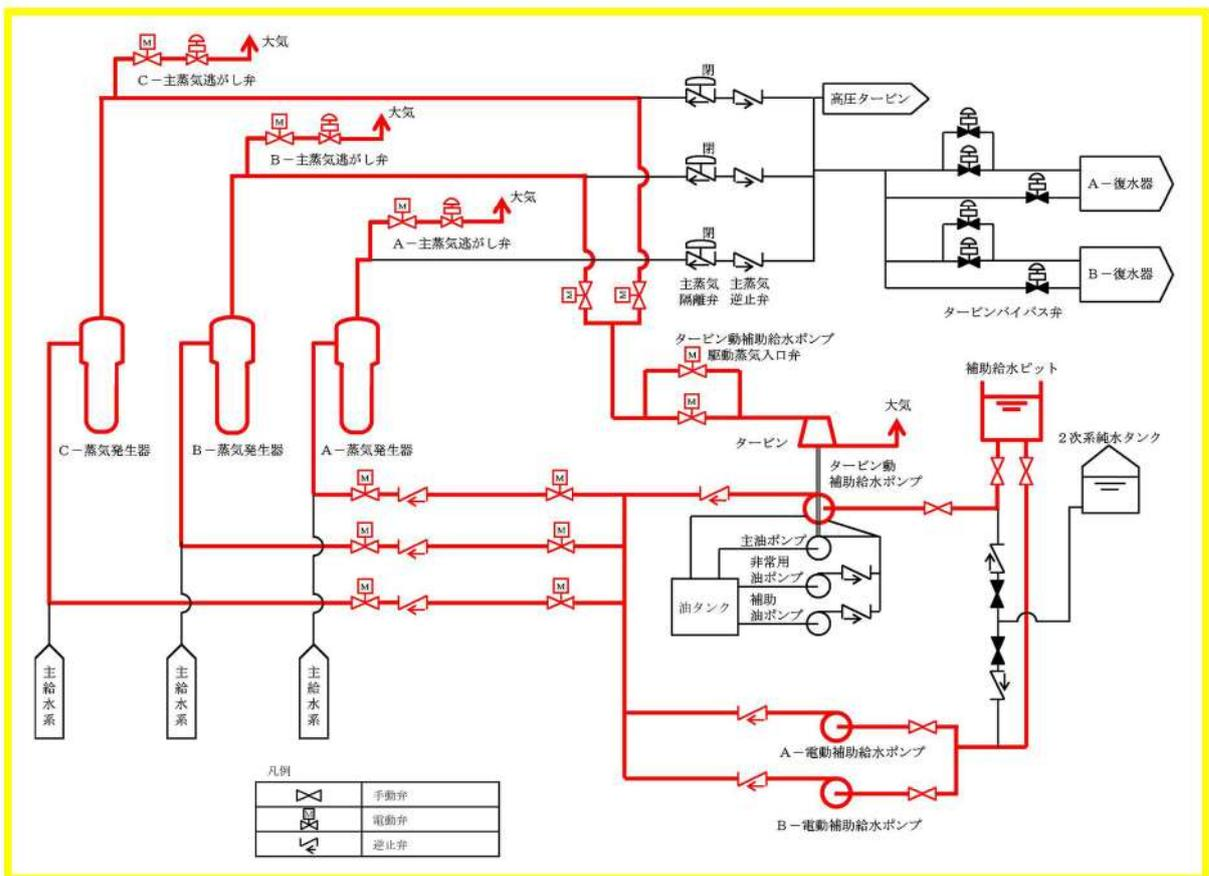 M
大気
C-主蒸気逃がし弁
M
大気
B-主蒸気逃がし弁
M
大気
A-主蒸気逃がし弁
閉
閉
閉
主蒸気
隔離弁
主蒸気
逆止弁
高圧タービン
A-復水器
B-復水器
タービンバイパス弁
M
M
タービン動補助給水ポンプ
駆動蒸気入口弁
M
M
補助給水ピット
大気
2次系純水タンク
タービン
タービン動
補助給水ポンプ
C-蒸気発生器
B-蒸気発生器
A-蒸気発生器
M
M
M
M
M
M
主油ポンプ
非常用
油ポンプ
補助
油ポンプ
油タンク
主給水系
主給水系
主給水系
A-電動補助給水ポンプ
B-電動補助給水ポンプ
凡例
手動弁
M
電動弁
逆止弁